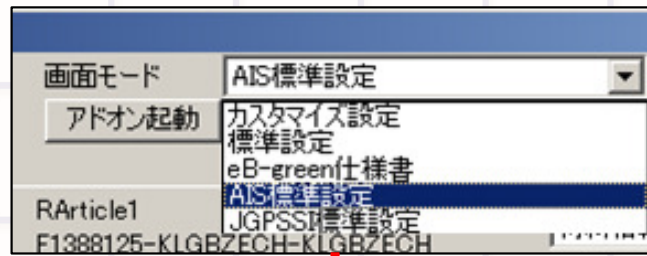 画面モード AIS標準設定
アドオン起動 カスタマイズ設定
標準設定
eB-green仕様書
AIS標準設定
RArticle1 JGPSSI標準設定
F1388125-KLGBZECH-KLGBZECH